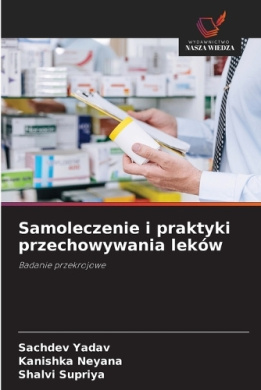 WYDAWNICTWO
NASZA WIEDZA
Samoleczenie i praktyki
przechowywania leków
Badanie przekrojowe
Sachdev Yadav
Kanishka Neyana
Shalvi Supriya